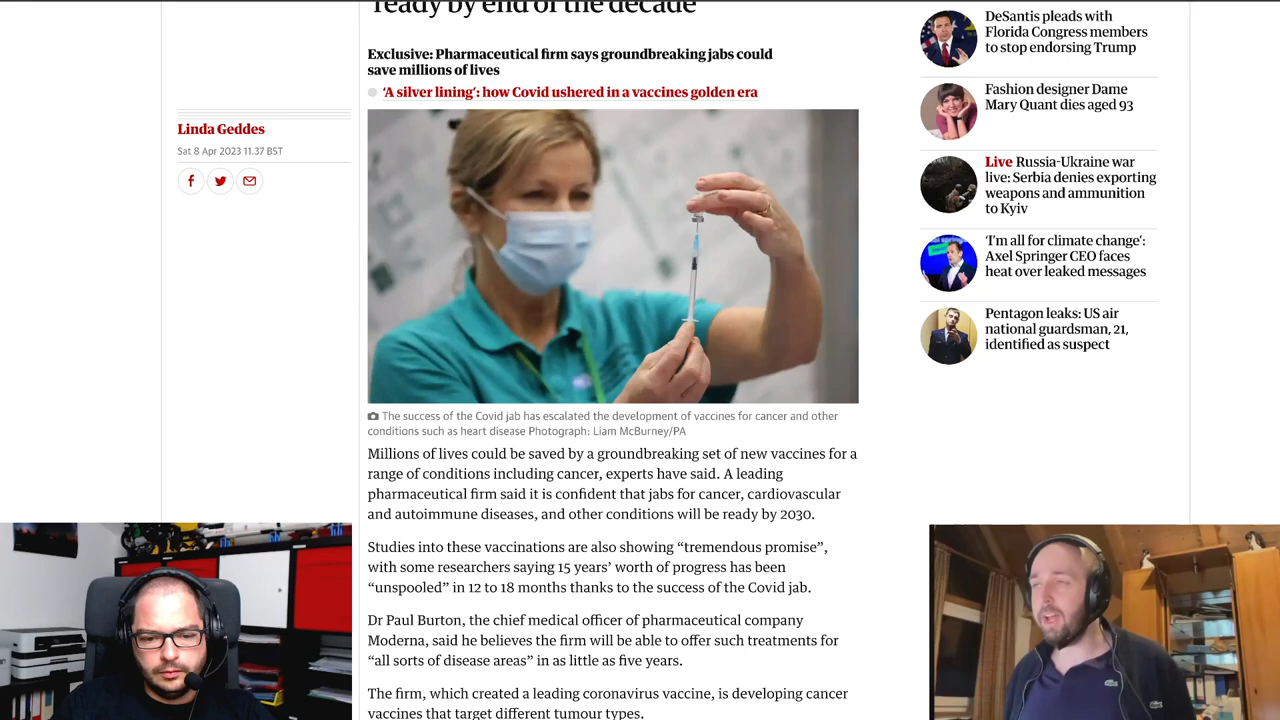 ready by end of the decade
Exclusive: Pharmaceutical firm says groundbreaking jabs could
save millions of lives
‘A silver lining’: how Covid ushered in a vaccines golden era
Linda Geddes
Sat 8 Apr 2023 11.37 BST
The success of the Covid jab has escalated the development of vaccines for cancer and other
conditions such as heart disease Photograph: Liam McBurney/PA
Millions of lives could be saved by a groundbreaking set of new vaccines for a
range of conditions including cancer, experts have said. A leading
pharmaceutical firm said it is confident that jabs for cancer, cardiovascular
and autoimmune diseases, and other conditions will be ready by 2030.
Studies into these vaccinations are also showing “tremendous promise”,
with some researchers saying 15 years’ worth of progress has been
“unspooled” in 12 to 18 months thanks to the success of the Covid jab.
Dr Paul Burton, the chief medical officer of pharmaceutical company
Moderna, said he believes the firm will be able to offer such treatments for
“all sorts of disease areas” in as little as five years.
The firm, which created a leading coronavirus vaccine, is developing cancer
vaccines that target different tumour types.
DeSantis pleads with
Florida Congress members
to stop endorsing Trump
Fashion designer Dame
Mary Quant dies aged 93
Live Russia-Ukraine war
live: Serbia denies exporting
weapons and ammunition
to Kyiv
‘I’m all for climate change’:
Axel Springer CEO faces
heat over leaked messages
Pentagon leaks: US air
national guardsman, 21,
identified as suspect